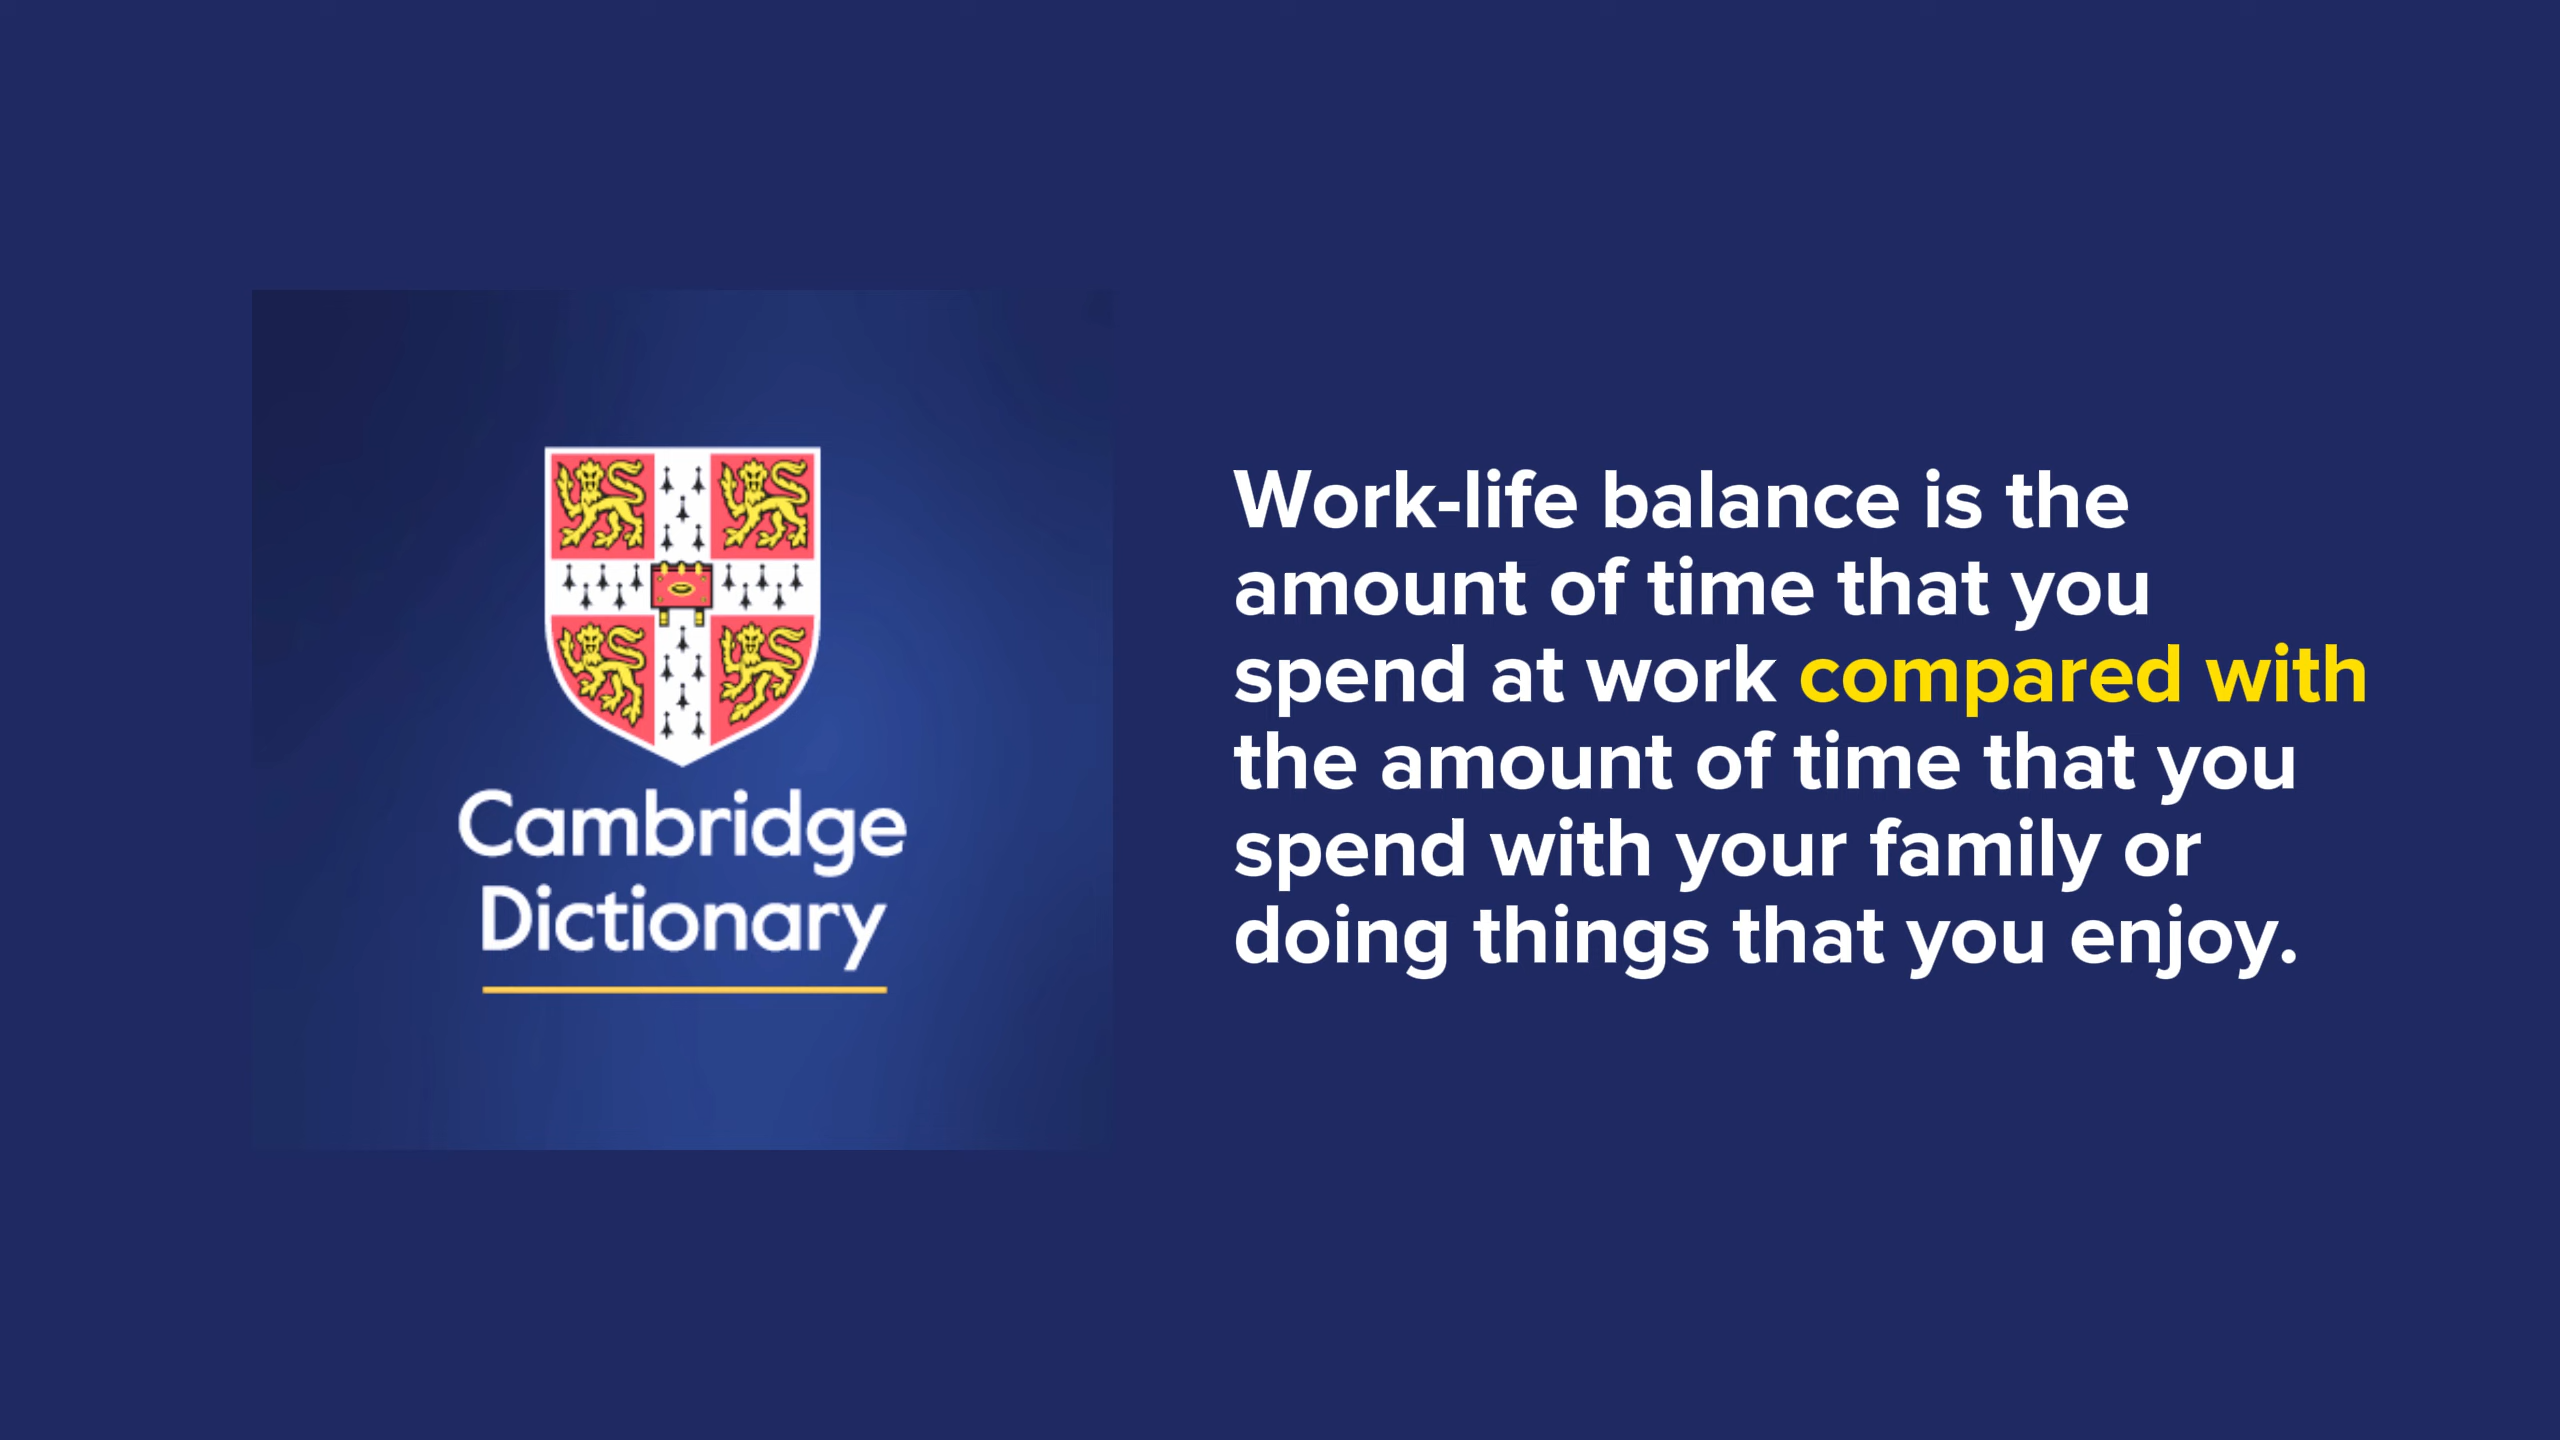 Cambridge
Dictionary
Work-life balance is the
amount of time that you
spend at work compared with
the amount of time that you
spend with your family or
doing things that you enjoy.